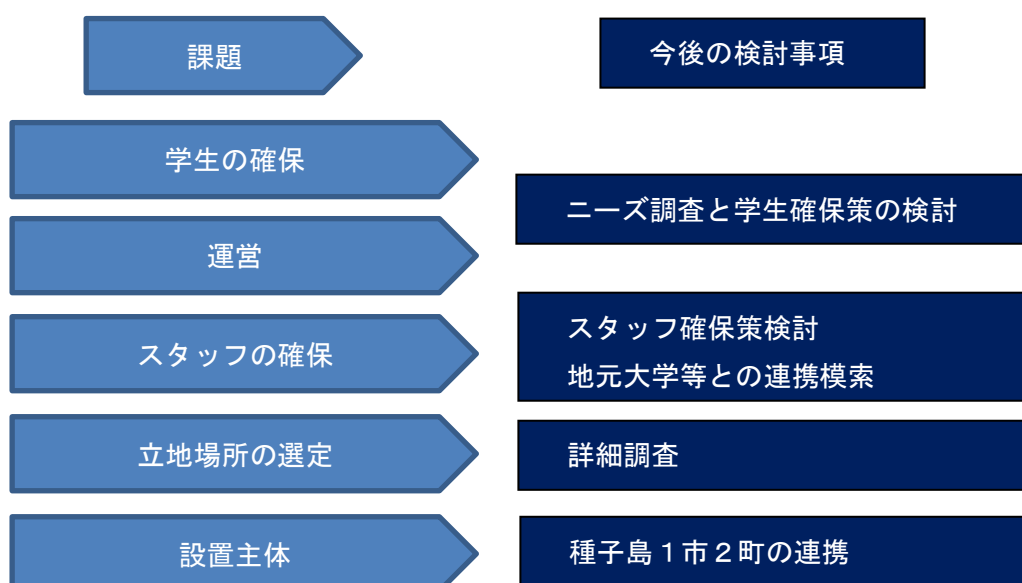 課題
今後の検討事項
学生の確保
ニーズ調査と学生確保策の検討
運営
スタッフの確保
スタッフ確保策検討
地元大学等との連携模索
立地場所の選定
詳細調査
設置主体
種子島１市２町の連携